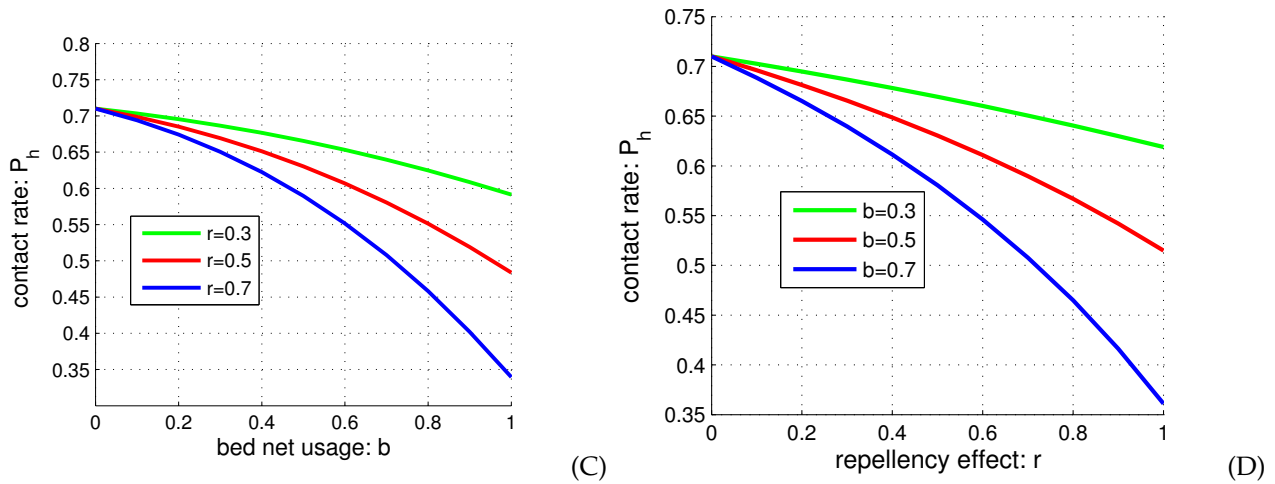 0.8
0.75
0.7
0.65
0.6
0.55
0.5
0.45
0.4
0.35
contact rate: P_h
r=0.3
r=0.5
r=0.7
0 0.2 0.4 0.6 0.8 1
bed net usage: b
(C)
0.75
0.7
0.65
0.6
0.55
0.5
0.45
0.4
0.35
contact rate: P_h
b=0.3
b=0.5
b=0.7
0 0.2 0.4 0.6 0.8 1
repellency effect: r
(D)